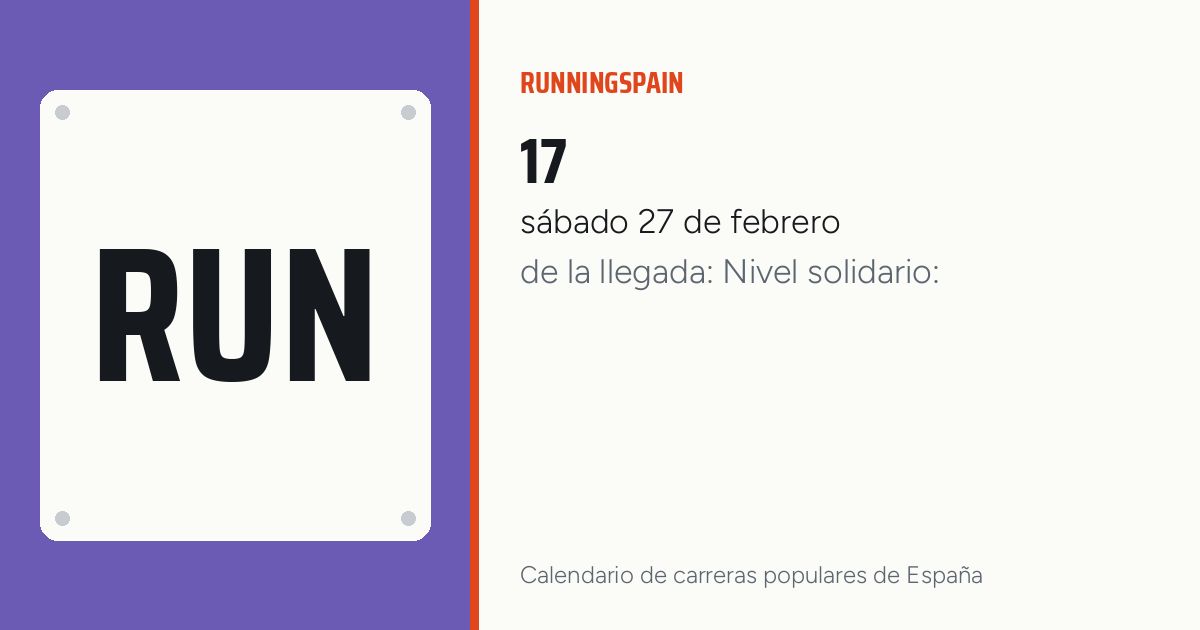 RUN
RUNNINGSPAIN
17
sábado 27 de febrero
de la llegada: Nivel solidario:
Calendario de carreras populares de España